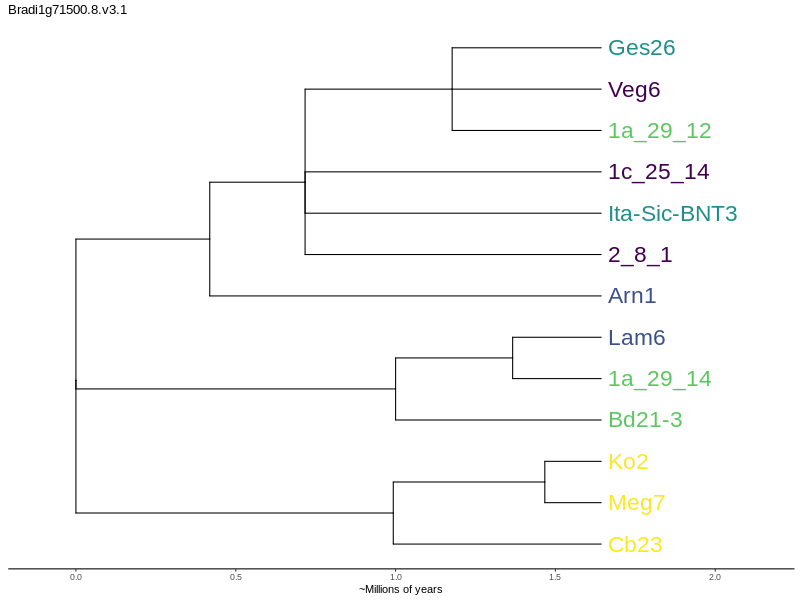 Bradi1g71500.8.v3.1
Ges26
Veg6
1a_29_12
1c_25_14
Ita-Sic-BNT3
2_8_1
Arn1
Lam6
1a_29_14
Bd21-3
Ko2
Meg7
Cb23
0.0 0.5 1.0 1.5 2.0
~Millions of years